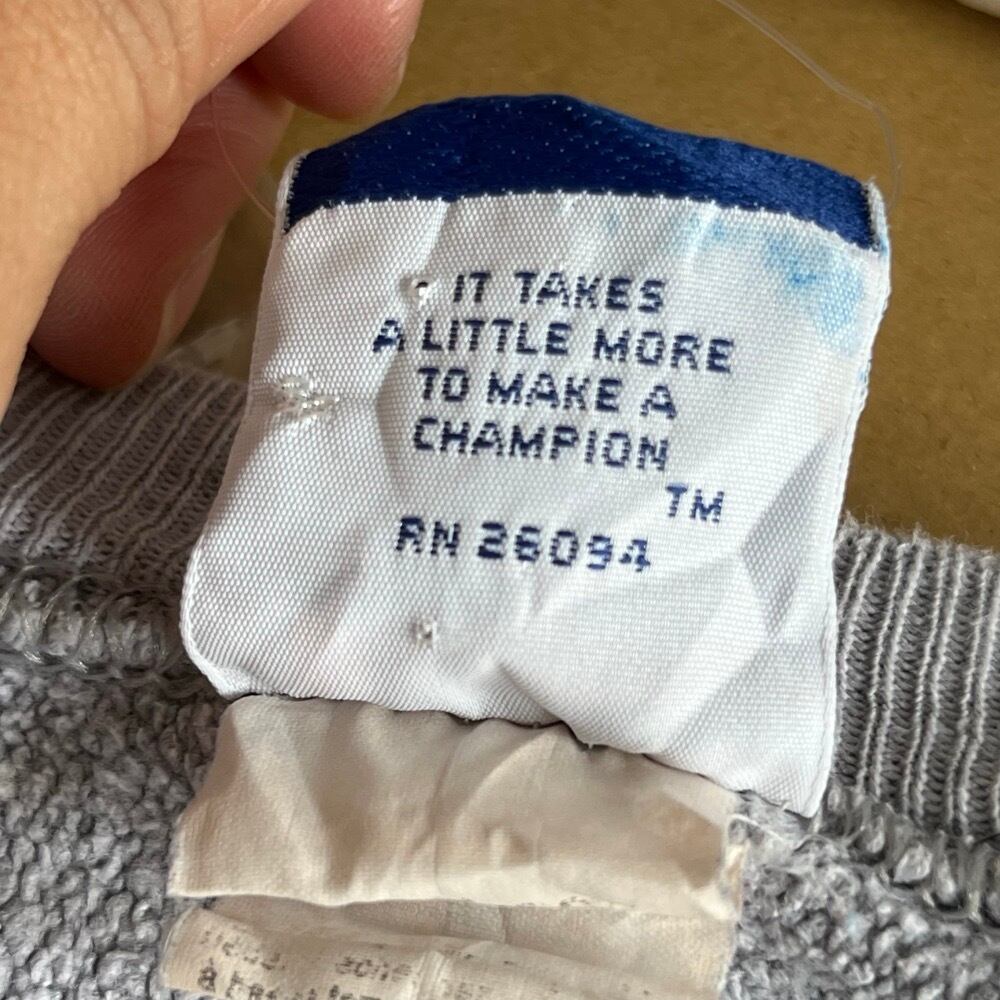 IT TAKES
A LITTLE MORE
TO MAKE A
CHAMPION
TM
RN 26094